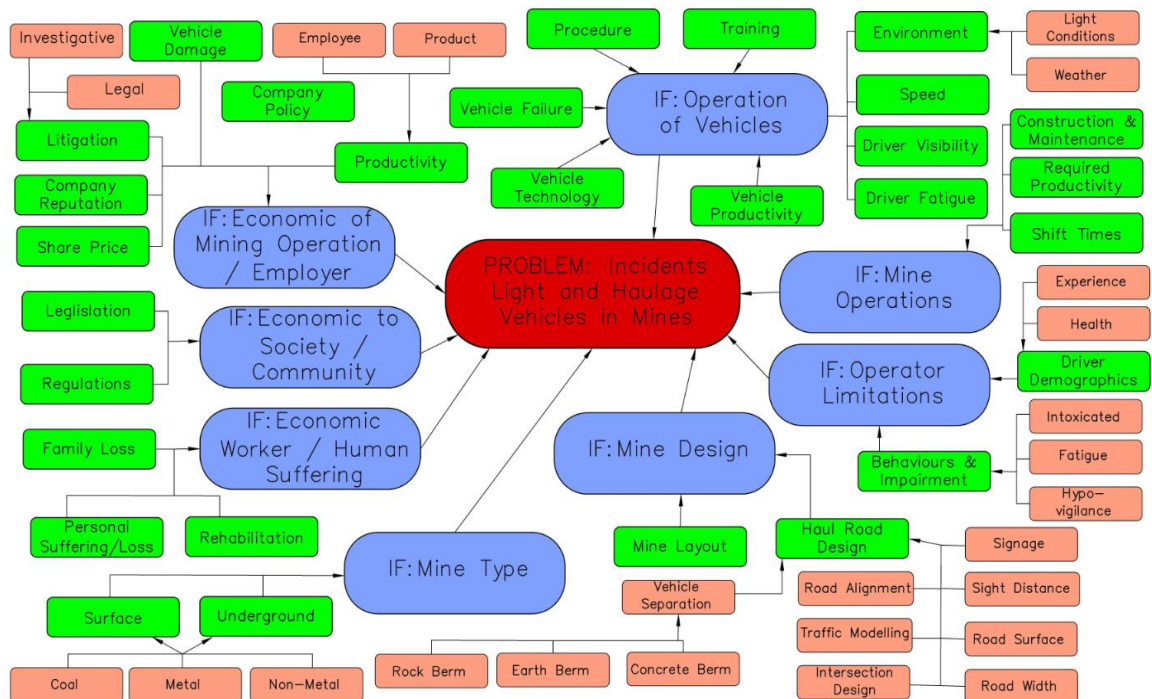 Investigative
Vehicle
Damage
Employee
Product
Procedure
Training
Environment
Light
Conditions
Legal
Company
Policy
Vehicle Failure
IF: Operation
of Vehicles
Weather
Speed
Litigation
Productivity
Construction &
Maintenance
Driver Visibility
Company
Reputation
Vehicle
Technology
Vehicle
Productivity
Required
Productivity
Driver Fatigue
Share Price
IF: Economic of
Mining Operation
/ Employer
Shift Times
PROBLEM: Incidents
Light and Haulage
Vehicles in Mines
IF: Mine
Operations
Experience
Leglislation
IF: Economic to
Society /
Community
Health
Regulations
IF: Operator
Limitations
Driver
Demographics
Family Loss
IF: Economic
Worker / Human
Suffering
IF: Mine Design
Behaviours &
Impairment
Intoxicated
Fatigue
Hypo-
vigilance
Personal
Suffering/Loss
Rehabilitation
Mine Layout
Haul Road
Design
Signage
IF: Mine Type
Vehicle
Separation
Road Alignment
Sight Distance
Surface
Underground
Traffic Modelling
Road Surface
Coal
Metal
Non-Metal
Rock Berm
Earth Berm
Concrete Berm
Intersection
Design
Road Width